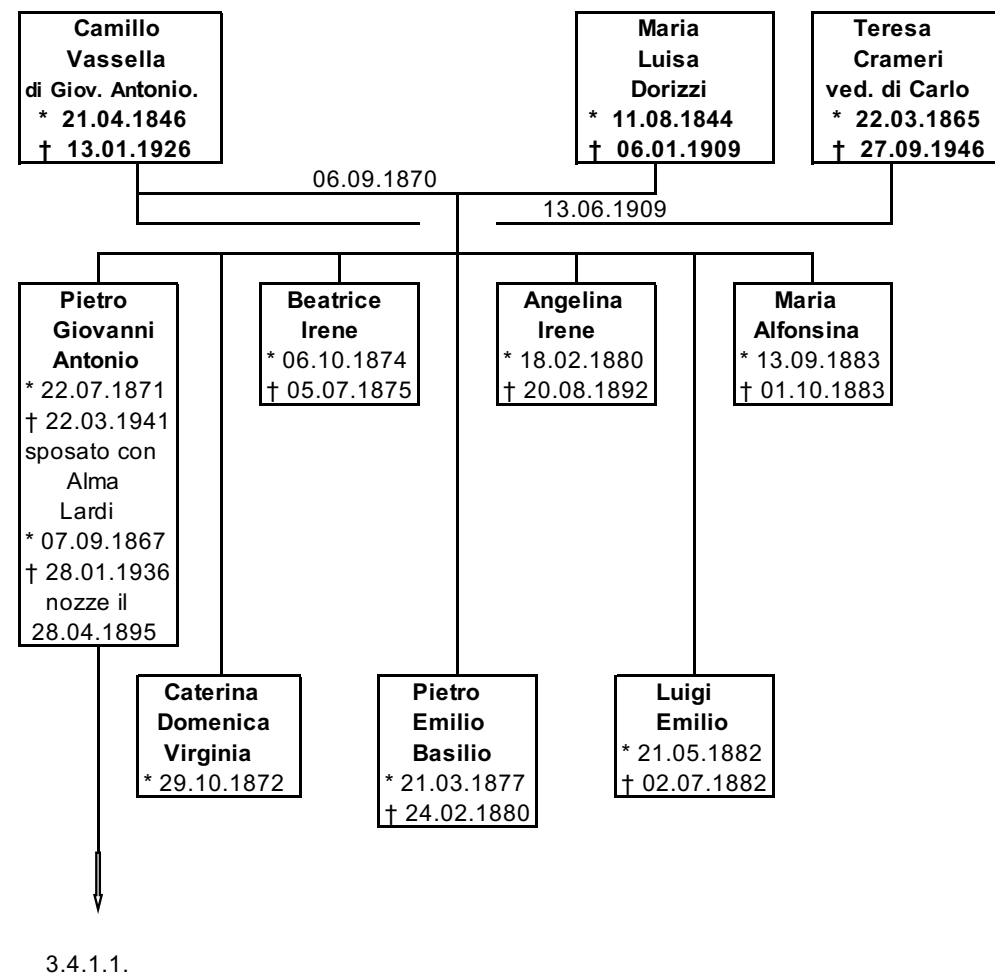 Camillo
Vassella
di Giov. Antonio.
* 21.04.1846
† 13.01.1926
Maria
Luisa
Dorizzi
* 11.08.1844
† 06.01.1909
Teresa
Crameri
ved. di Carlo
* 22.03.1865
† 27.09.1946
06.09.1870
13.06.1909
Pietro
Giovanni
Antonio
* 22.07.1871
† 22.03.1941
sposato con
Alma
Lardi
* 07.09.1867
† 28.01.1936
nozze il
28.04.1895
Beatrice
Irene
* 06.10.1874
† 05.07.1875
Angelina
Irene
* 18.02.1880
† 20.08.1892
Maria
Alfonsina
* 13.09.1883
† 01.10.1883
Caterina
Domenica
Virginia
* 29.10.1872
Pietro
Emilio
Basilio
* 21.03.1877
† 24.02.1880
Luigi
Emilio
* 21.05.1882
† 02.07.1882
3.4.1.1.